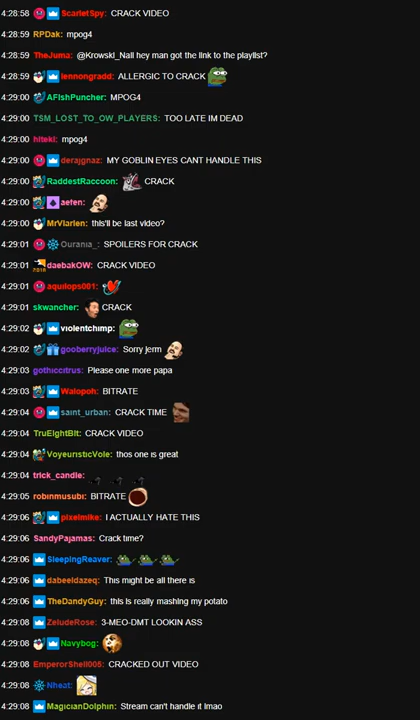 4:28:58 ScarletSpy: CRACK VIDEO
4:28:59 RPDak: mpog4
4:28:59 TheJuma: @Krowski_Nall hey man got the link to the playlist?
4:28:59 lennongradd: ALLERGIC TO CRACK
4:29:00 AFishPuncher: MPOG4
4:29:00 TSM_LOST_TO_OW_PLAYERS: TOO LATE IM DEAD
4:29:00 hiteki: mpog4
4:29:00 derajgnaz: MY GOBLIN EYES CANT HANDLE THIS
4:29:00 RaddestRaccoon: CRACK
4:29:00 aefen:
4:29:00 MrVlarien: this'll be last video?
4:29:01 Ourania_: SPOILERS FOR CRACK
4:29:01 daebakOW: CRACK VIDEO
4:29:01 aquilops001:
4:29:01 skwancher: CRACK
4:29:02 violentchimp:
4:29:02 gooberryjuice: Sorry jerm
4:29:03 gothiccitrus: Please one more papa
4:29:03 Walopoh: BITRATE
4:29:04 saint_urban: CRACK TIME
4:29:04 TruEightBit: CRACK VIDEO
4:29:04 VoyeuristicVole: thos one is great
4:29:04 trick_candle:
4:29:05 robinmusubi: BITRATE
4:29:06 pixelmike: I ACTUALLY HATE THIS
4:29:06 SandyPajamas: Crack time?
4:29:06 SleepingReaver:
4:29:06 dabeeldazeq: This might be all there is
4:29:06 TheDandyGuy: this is really mashing my potato
4:29:08 ZeludeRose: 3-MEO-DMT LOOKIN ASS
4:29:08 Navybog:
4:29:08 EmperorShell005: CRACKED OUT VIDEO
4:29:08 Nheat:
4:29:08 MagicianDolphin: Stream can't handle it lmao